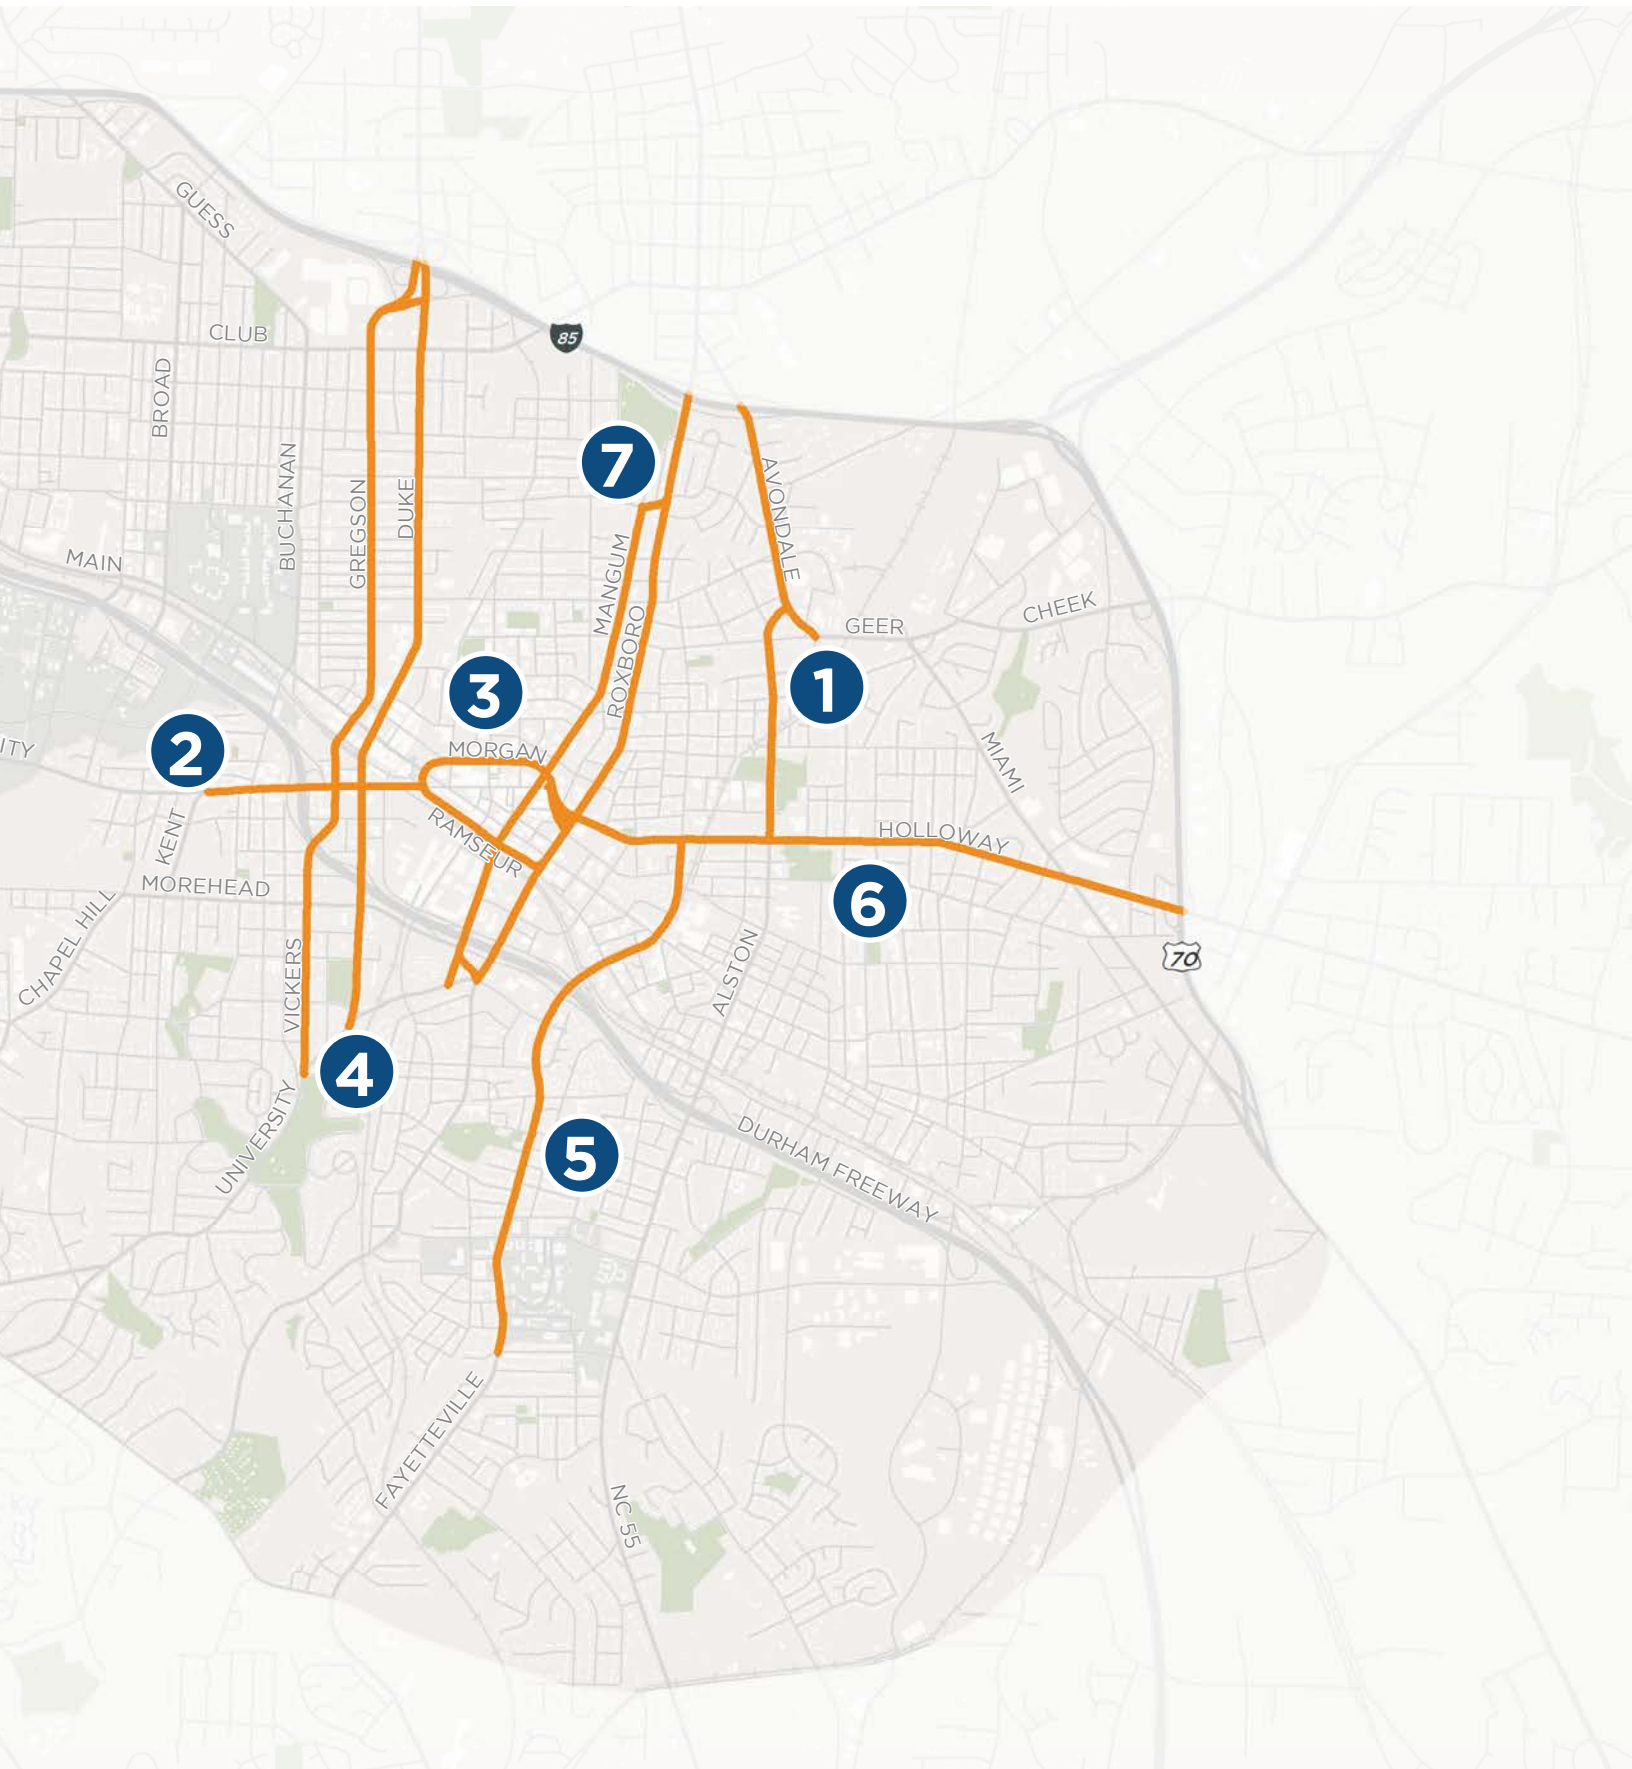 GUESS
CLUB
85
BROAD
BUCHANAN
GREGSON
DUKE
7
AVONDALE
MAIN
MANGUM
ROXBORO
GEER
CHEEK
3
1
2
MORGAN
ITY
MIAMI
KENT
RAMSEUR
HOLLOWAY
MOREHEAD
6
CHAPEL HILL
VICKERS
ALSTON
70
4
UNIVERSITY
5
DURHAM FREEWAY
FAYETTEVILLE
NC 55